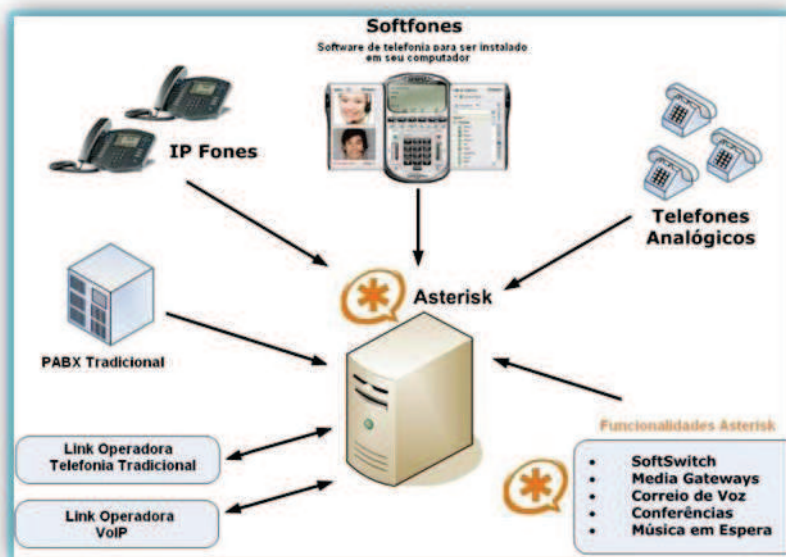 Softfones
Software de telefonia para ser instalado
em seu computador
IP Fones
Telefones
Analógicos
Asterisk
PABX Tradicional
Link Operadora
Telefonia Tradicional
Link Operadora
VoIP
Funcionalidades Asterisk
• SoftSwitch
• Media Gateways
• Correio de Voz
• Conferências
• Música em Espera